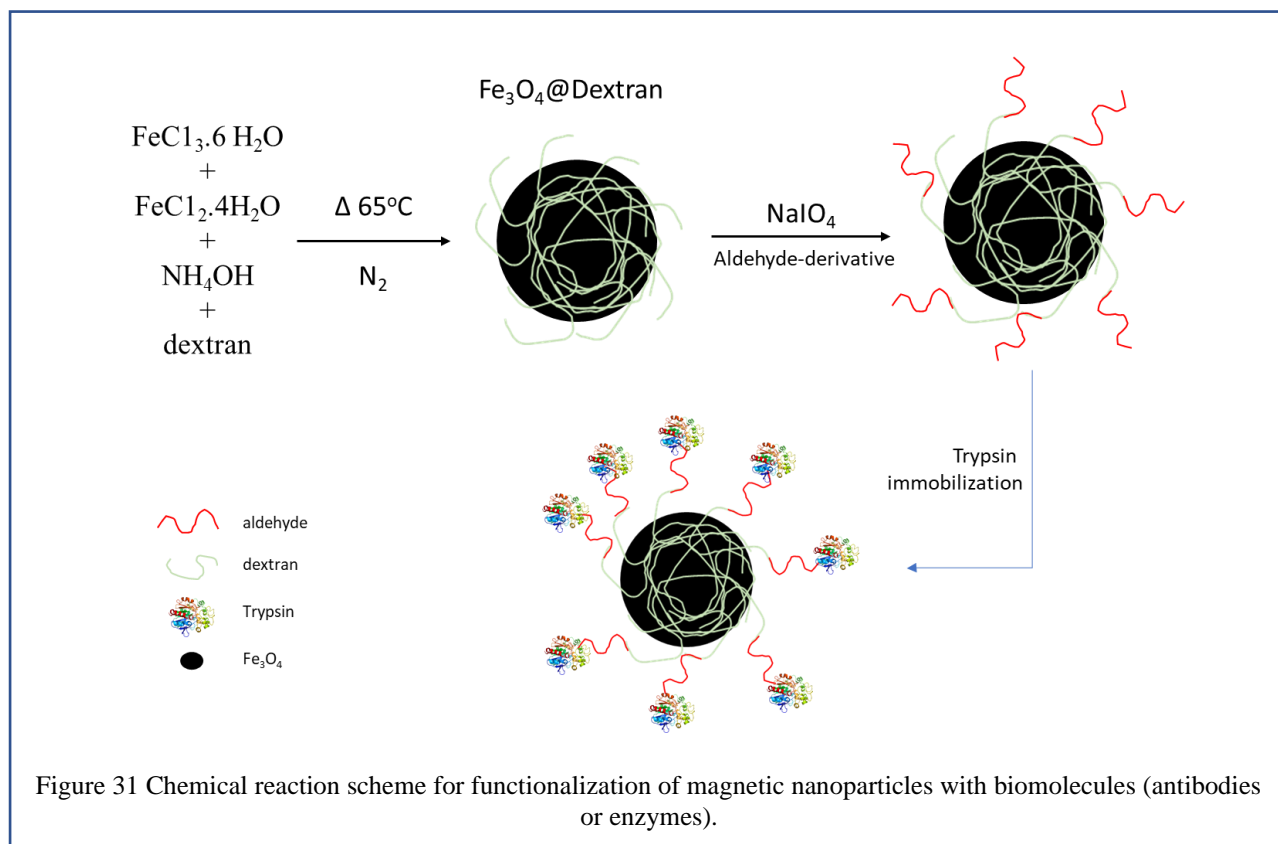 Fe₃O₄@Dextran
FeC1₃.6 H₂O
+
FeC1₂.4H₂O
+
NH₄OH
+
dextran
Δ 65°C
N₂
NaIO₄
Aldehyde-derivative
Trypsin
immobilization
aldehyde
dextran
Trypsin
Fe₃O₄
Figure 31 Chemical reaction scheme for functionalization of magnetic nanoparticles with biomolecules (antibodies
or enzymes).